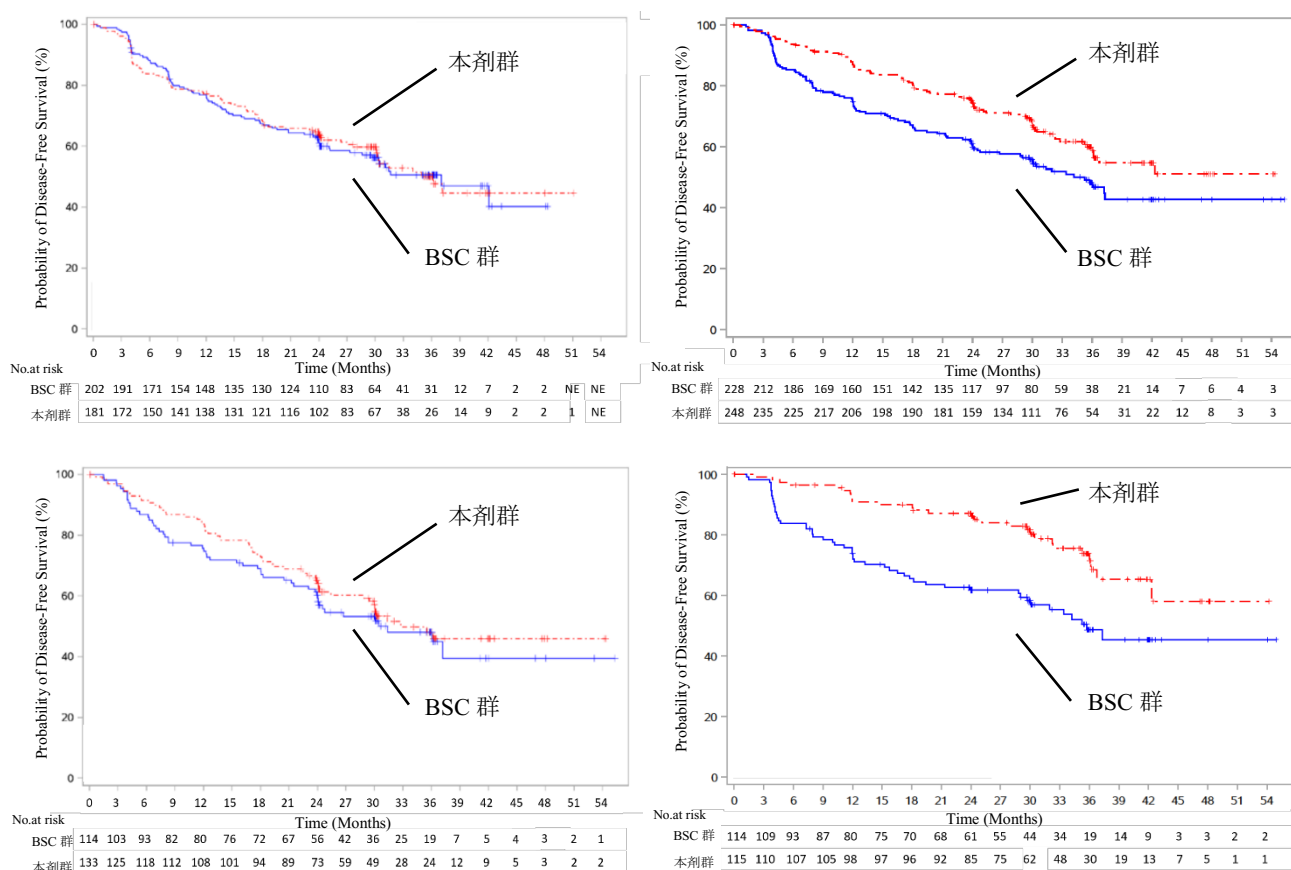 Probability of Disease-Free Survival (%)
100
80
60
40
20
0
本剤群
BSC 群
0 3 6 9 12 15 18 21 24 27 30 33 36 39 42 45 48 51 54
Time (Months)
No.at risk
BSC 群 202 191 171 154 148 135 130 124 110 83 64 41 31 12 7 2 2 NE NE
本剤群 181 172 150 141 138 131 121 116 102 83 67 38 26 14 9 2 2 1 NE
Probability of Disease-Free Survival (%)
100
80
60
40
20
0
本剤群
BSC 群
0 3 6 9 12 15 18 21 24 27 30 33 36 39 42 45 48 51 54
Time (Months)
No.at risk
BSC 群 228 212 186 169 160 151 142 135 117 97 80 59 38 21 14 7 6 4 3
本剤群 248 235 225 217 206 198 190 181 159 134 111 76 54 31 22 12 8 3 3
Probability of Disease-Free Survival (%)
100
80
60
40
20
0
本剤群
BSC 群
0 3 6 9 12 15 18 21 24 27 30 33 36 39 42 45 48 51 54
Time (Months)
No.at risk
BSC 群 114 103 93 82 80 76 72 67 56 42 36 25 19 7 5 4 3 2 1
本剤群 133 125 118 112 108 101 94 89 73 59 49 28 24 12 9 5 3 2 2
Probability of Disease-Free Survival (%)
100
80
60
40
20
0
本剤群
BSC 群
0 3 6 9 12 15 18 21 24 27 30 33 36 39 42 45 48 51 54
Time (Months)
No.at risk
BSC 群 114 109 93 87 80 75 70 68 61 55 44 34 19 14 9 3 3 2 2
本剤群 115 110 107 105 98 97 96 92 85 75 62 48 30 19 13 7 5 1 1